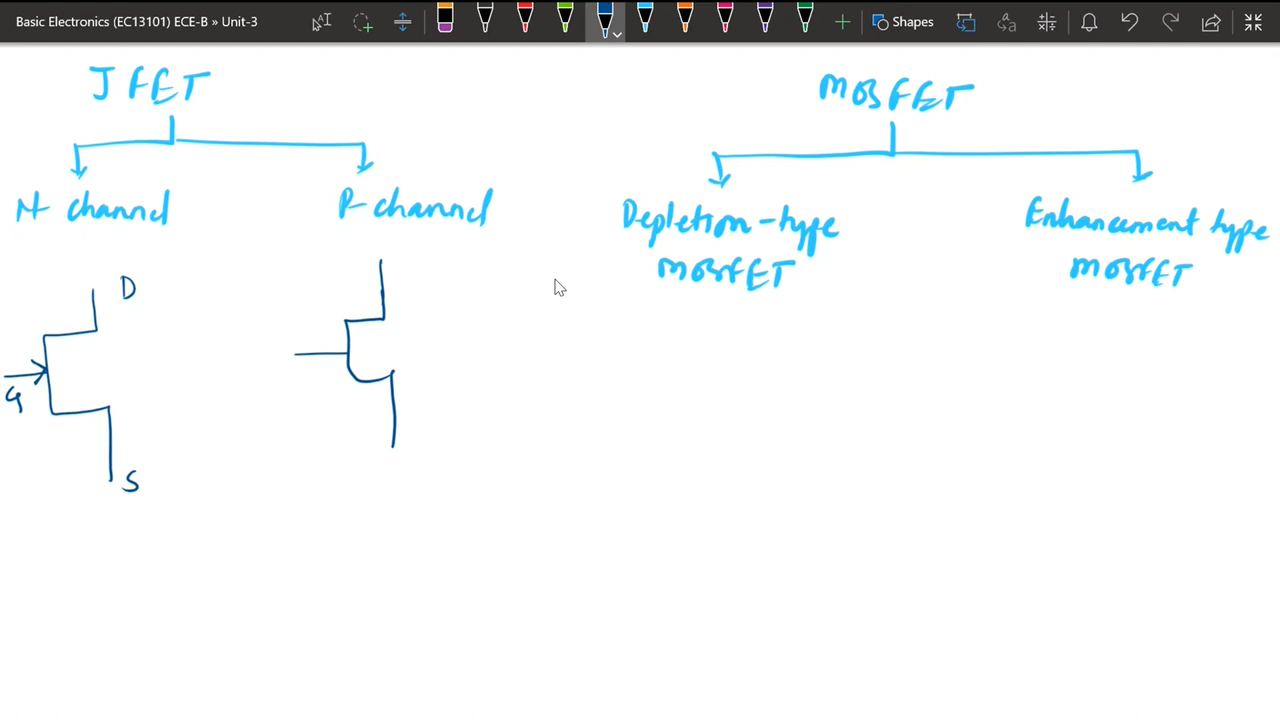 Basic Electronics (EC13101) ECE-B » Unit-3
Shapes
JFET
MOSFET
N channel
P-channel
Depletion-type
MOSFET
Enhancement type
MOSFET
D
G
S